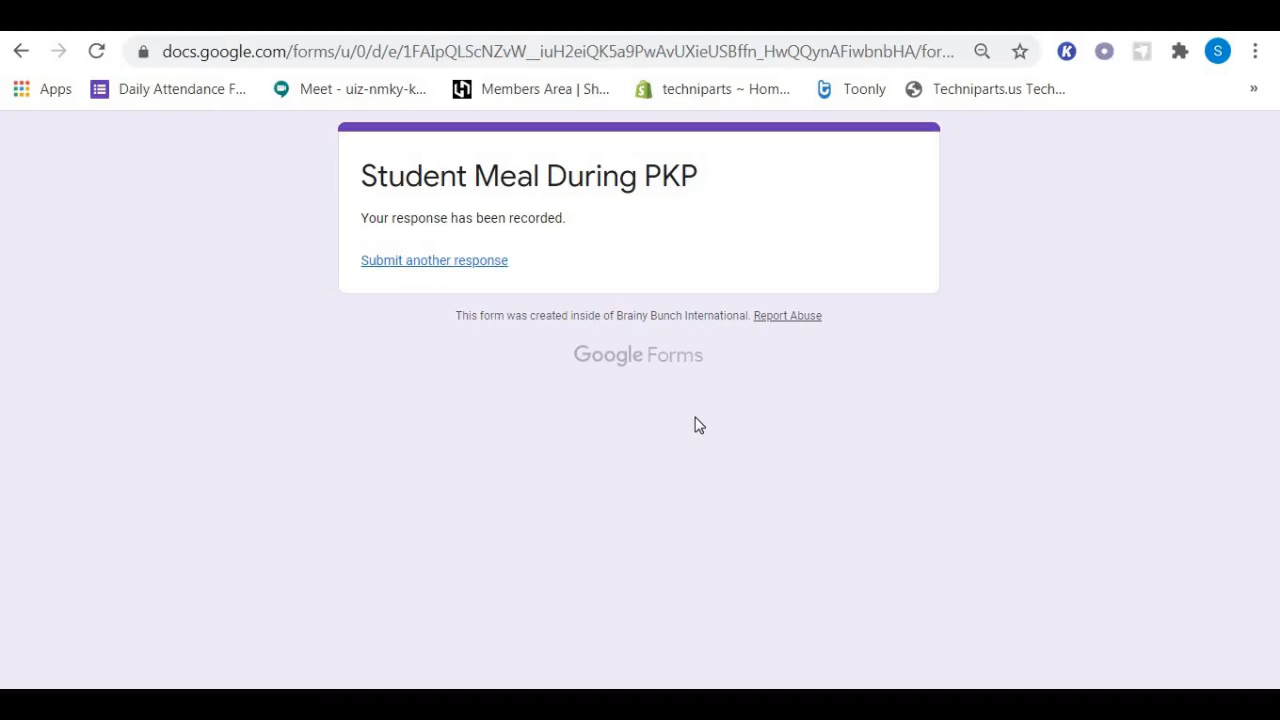 docs.google.com/forms/u/0/d/e/1FAIpQLScNZvW__iuH2eiQK5a9PwAvUXieUSBffn_HwQQynAFiwbnbHA/for...
K
S
Apps
Daily Attendance F...
Meet - uiz-nmky-k...
Members Area | Sh...
techniparts ~ Hom...
Toonly
Techniparts.us Tech...
»
Student Meal During PKP
Your response has been recorded.
Submit another response
This form was created inside of Brainy Bunch International. Report Abuse
Google Forms